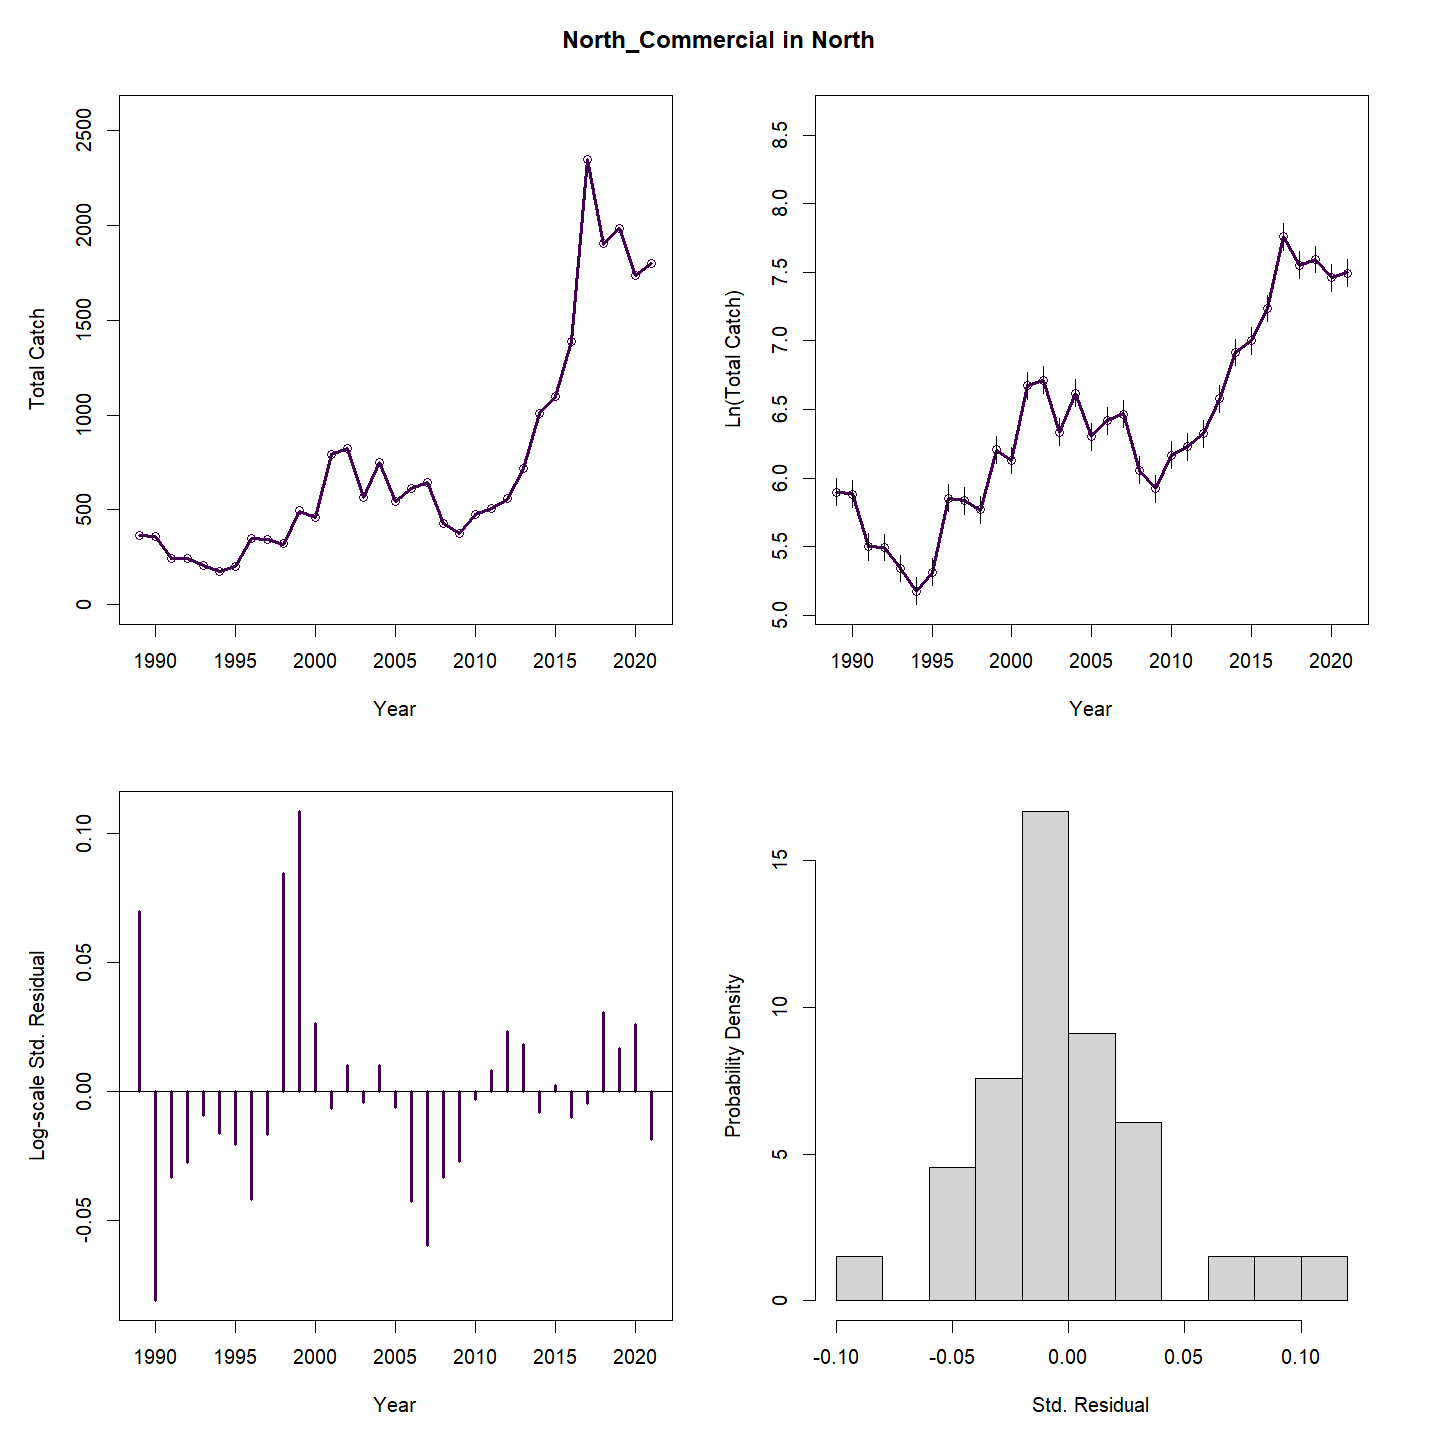 North_Commercial in North
Total Catch
2500
2000
1500
1000
500
0
1990 1995 2000 2005 2010 2015 2020
Year
Ln(Total Catch)
8.5
8.0
7.5
7.0
6.5
6.0
5.5
5.0
1990 1995 2000 2005 2010 2015 2020
Year
Log-scale Std. Residual
0.10
0.05
0.00
-0.05
1990 1995 2000 2005 2010 2015 2020
Year
Probability Density
15
10
5
0
-0.10 -0.05 0.00 0.05 0.10
Std. Residual